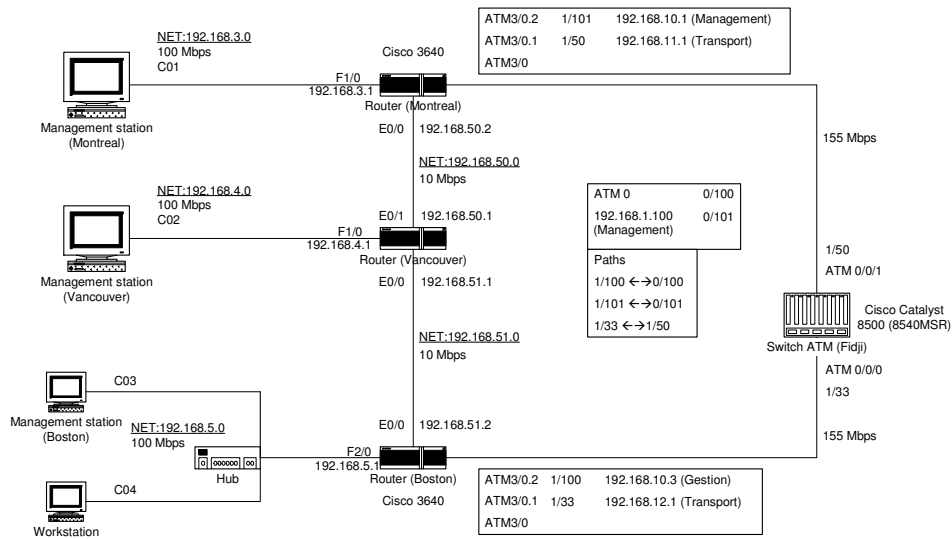 NET:192.168.3.0
100 Mbps
C01
Cisco 3640
ATM3/0.2 1/101 192.168.10.1 (Management)
ATM3/0.1 1/50 192.168.11.1 (Transport)
ATM3/0
F1/0
192.168.3.1
Router (Montreal)
Management station
(Montreal)
E0/0 192.168.50.2
155 Mbps
NET:192.168.50.0
10 Mbps
NET:192.168.4.0
100 Mbps
C02
ATM 0 0/100
192.168.1.100 0/101
(Management)
E0/1 192.168.50.1
F1/0
192.168.4.1
Router (Vancouver)
Management station
(Vancouver)
E0/0 192.168.51.1
Paths
1/100 ←→0/100
1/101 ←→0/101
1/33 ←→1/50
1/50
ATM 0/0/1
Cisco Catalyst
8500 (8540MSR)
Switch ATM (Fidji)
NET:192.168.51.0
10 Mbps
ATM 0/0/0
1/33
C03
Management station
(Boston)
NET:192.168.5.0
100 Mbps
E0/0 192.168.51.2
155 Mbps
F2/0
192.168.5.1
Hub
Router (Boston)
Cisco 3640
ATM3/0.2 1/100 192.168.10.3 (Gestion)
ATM3/0.1 1/33 192.168.12.1 (Transport)
ATM3/0
C04
Workstation